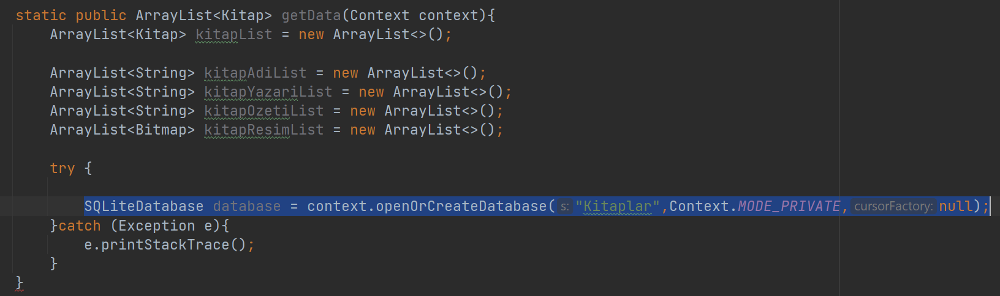 static public ArrayList<Kitap> getData(Context context){
ArrayList<Kitap> kitapList = new ArrayList<>();
ArrayList<String> kitapAdiList = new ArrayList<>();
ArrayList<String> kitapYazariList = new ArrayList<>();
ArrayList<String> kitapOzetiList = new ArrayList<>();
ArrayList<Bitmap> kitapResimList = new ArrayList<>();
try {
SQLiteDatabase database = context.openOrCreateDatabase( s: "Kitaplar",Context.MODE_PRIVATE, cursorFactory: null);
}catch (Exception e){
e.printStackTrace();
}
}